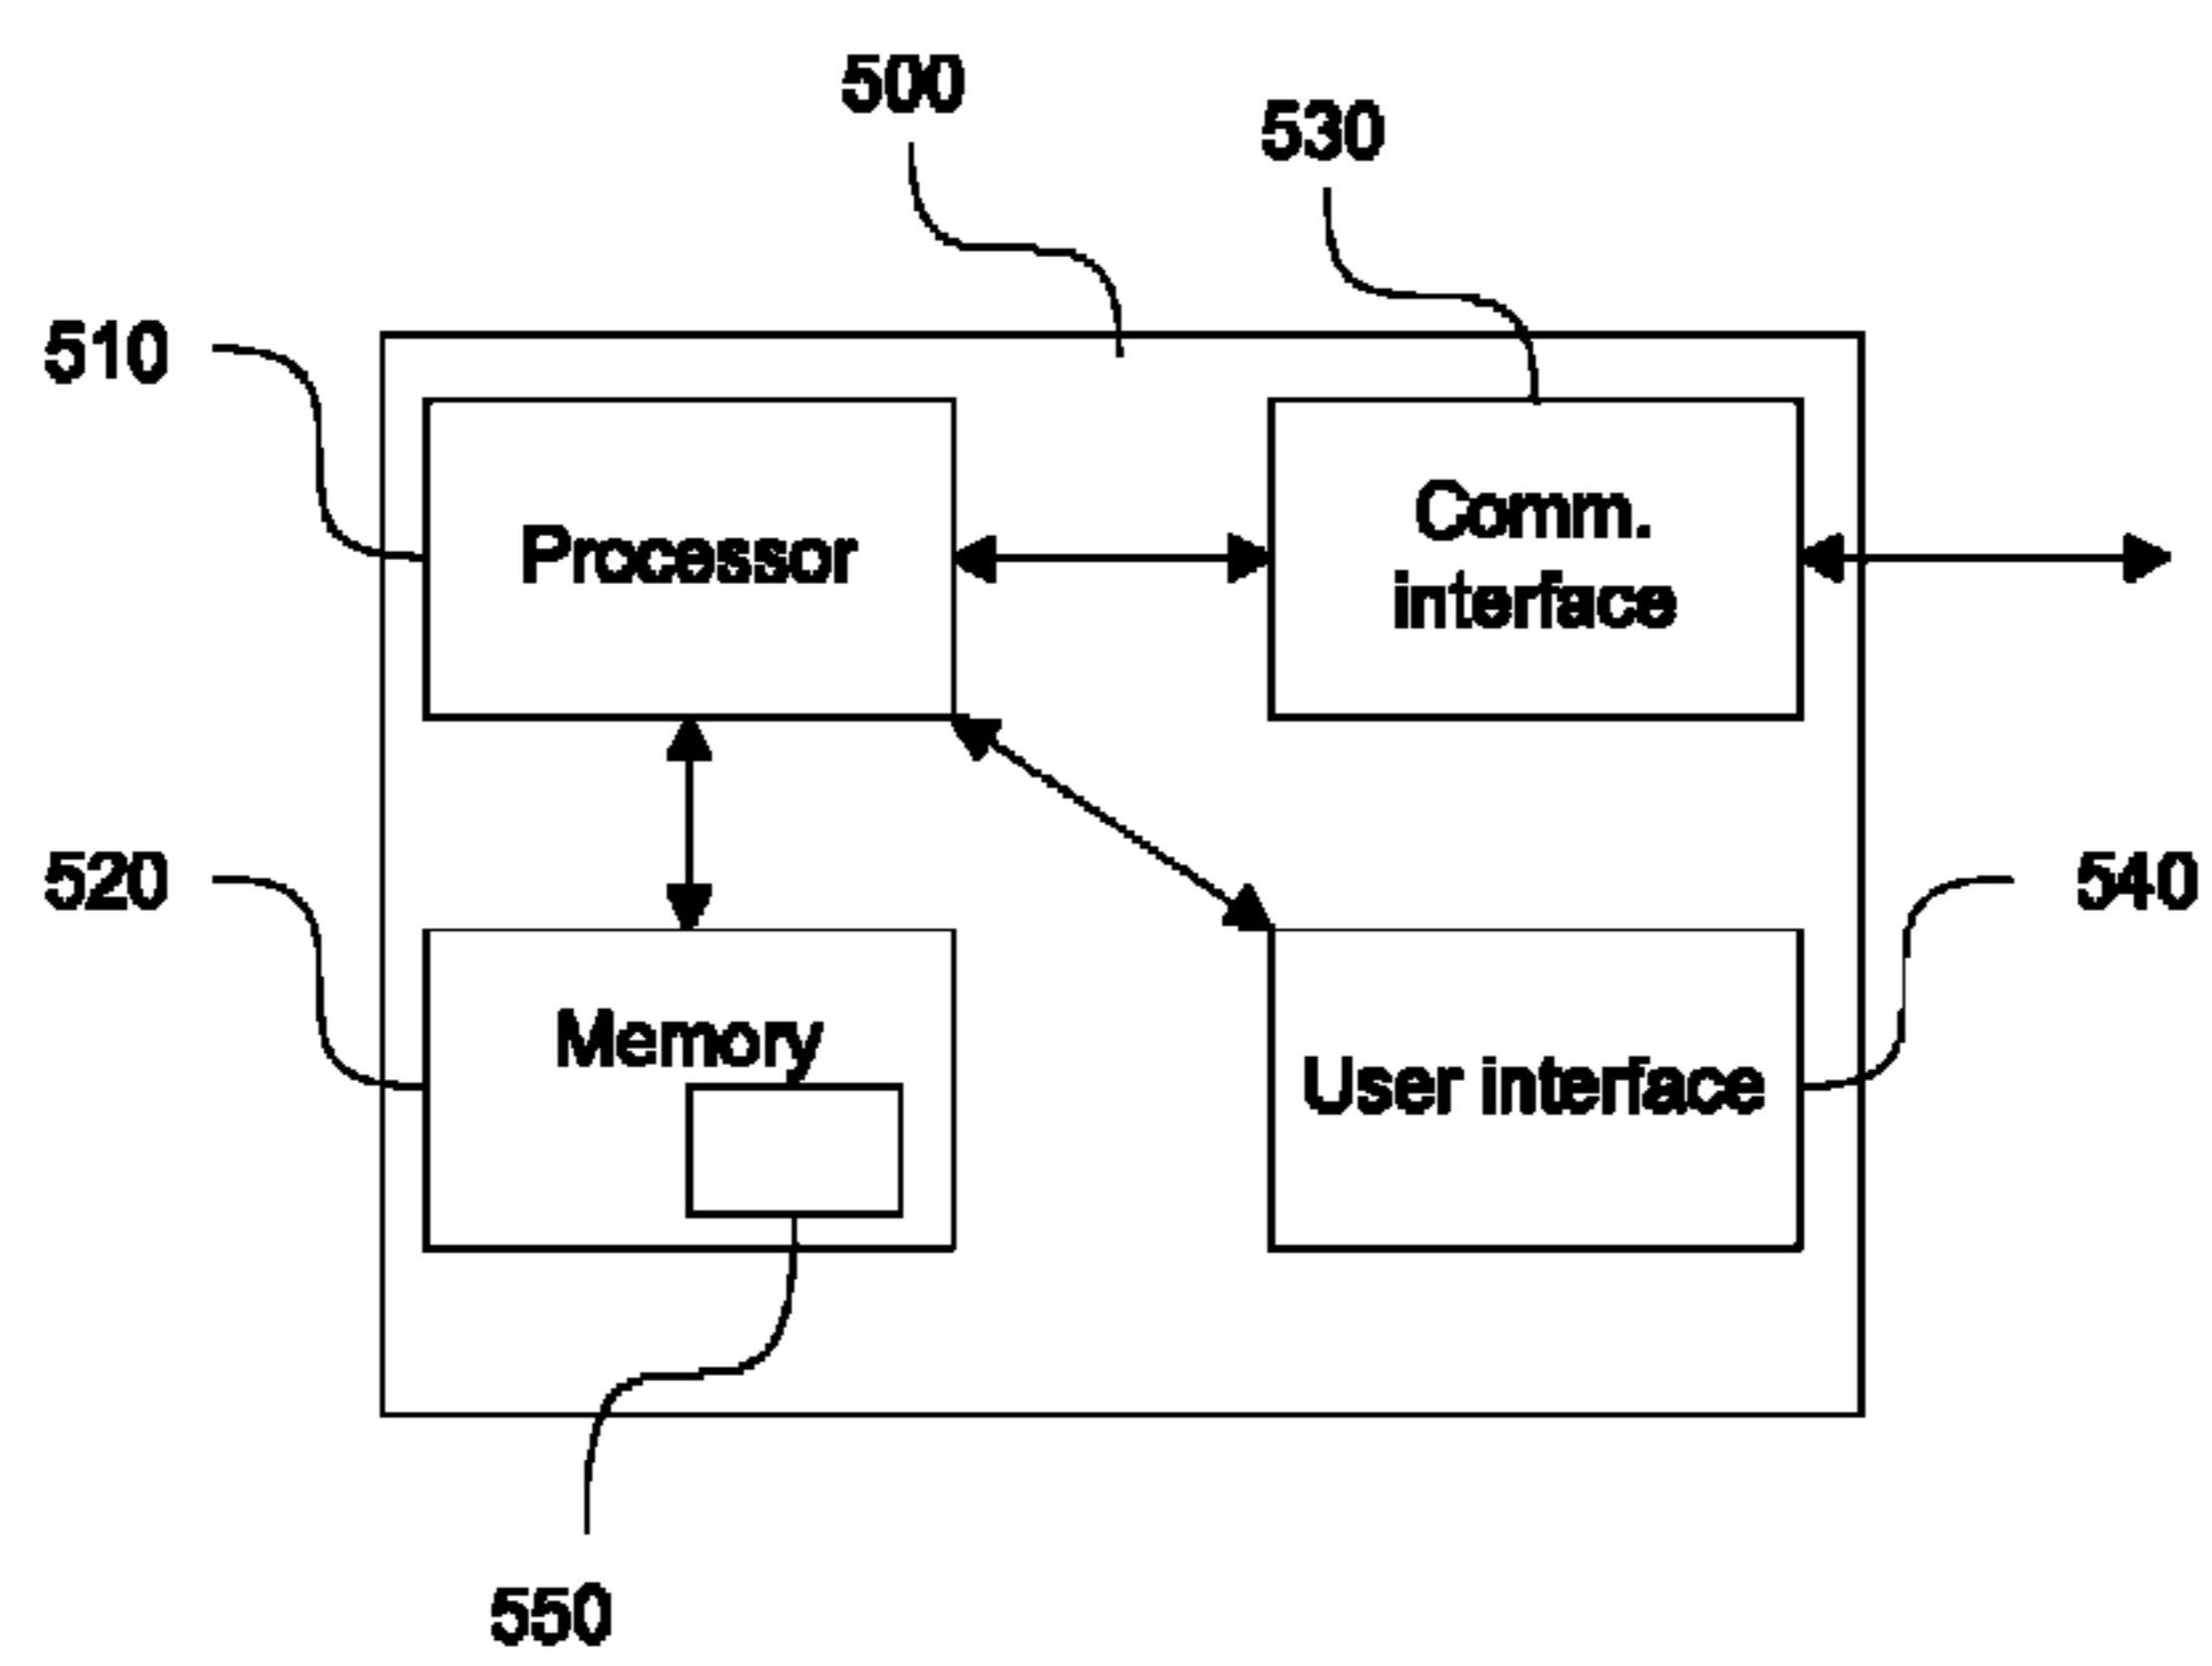 500
530
510
Processor
Comm.
interface
520
540
Memory
User interface
550